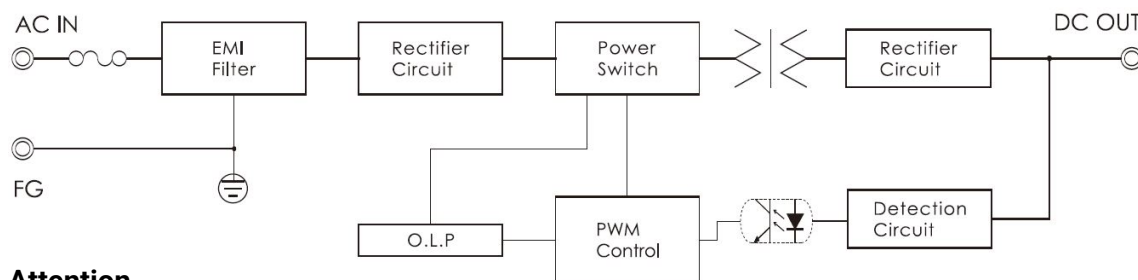 AC IN
DC OUT
EMI
Filter
Rectifier
Circuit
Power
Switch
Rectifier
Circuit
FG
O.L.P
PWM
Control
Detection
Circuit
Attention